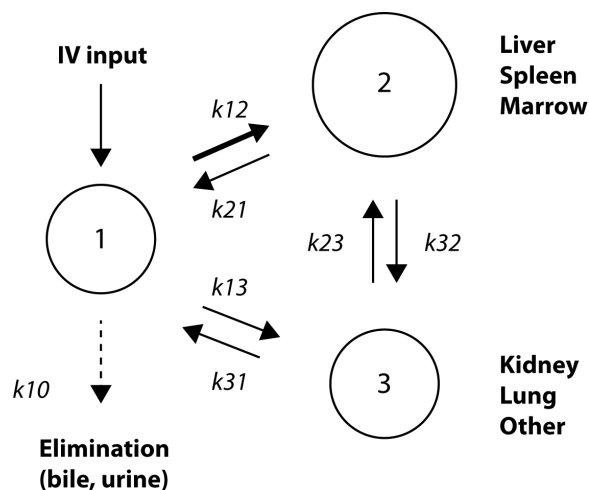 IV input
Liver
Spleen
Marrow
2
k12
k21
1
k23
k32
k13
k31
k10
3
Kidney
Lung
Other
Elimination
(bile, urine)